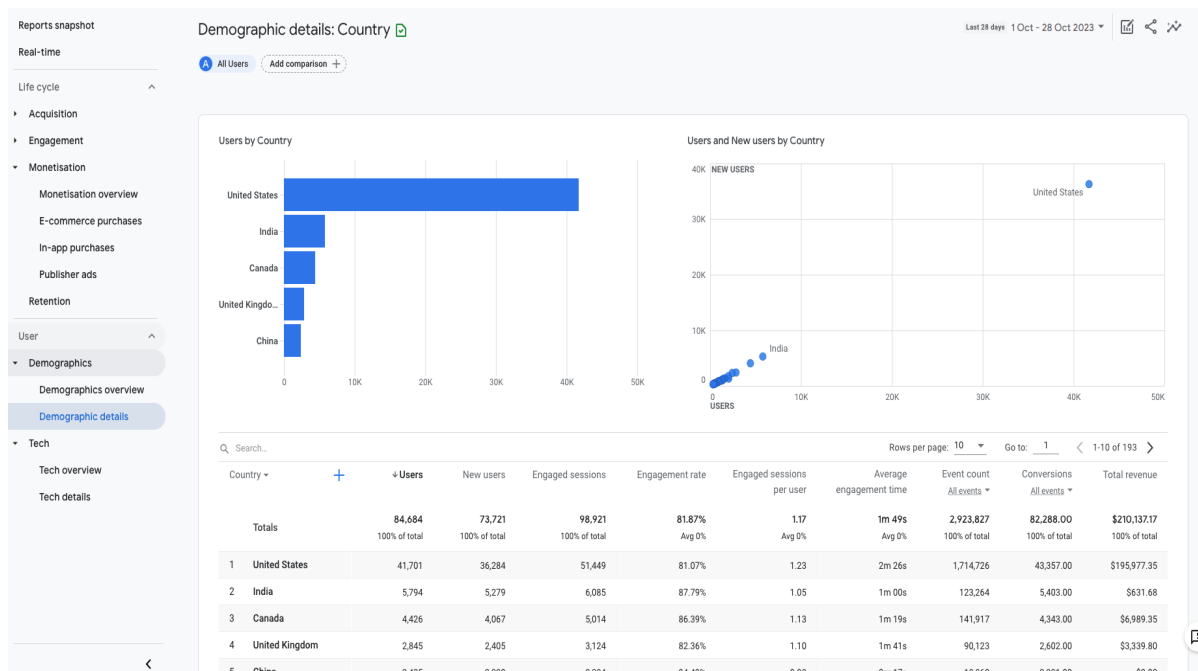 Reports snapshot
Real-time
Life cycle
Acquisition
Engagement
Monetisation
Monetisation overview
E-commerce purchases
In-app purchases
Publisher ads
Retention
User
Demographics
Demographics overview
Demographic details
Tech
Tech overview
Tech details
Demographic details: Country
Last 28 days 1 Oct - 28 Oct 2023
A All Users Add comparison +
Users by Country
United States
India
Canada
United Kingdo...
China
0 10K 20K 30K 40K 50K
Users and New users by Country
40K NEW USERS
United States
30K
20K
10K
India
0
0 10K 20K 30K 40K 50K
USERS
Search... Rows per page: 10 Go to: 1 1-10 of 193
Country + Users New users Engaged sessions Engagement rate Engaged sessions per user Average engagement time Event count All events Conversions All events Total revenue
Totals 84,684 73,721 98,921 81.87% 1.17 1m 49s 2,923,827 82,288.00 $210,137.17
100% of total 100% of total 100% of total Avg 0% Avg 0% Avg 0% 100% of total 100% of total 100% of total
1 United States 41,701 36,284 51,449 81.07% 1.23 2m 26s 1,714,726 43,357.00 $195,977.35
2 India 5,794 5,279 6,085 87.79% 1.05 1m 00s 123,264 5,403.00 $631.68
3 Canada 4,426 4,067 5,014 86.39% 1.13 1m 19s 141,917 4,343.00 $6,989.35
4 United Kingdom 2,845 2,405 3,124 82.36% 1.10 1m 41s 90,123 2,602.00 $3,339.80
5 China